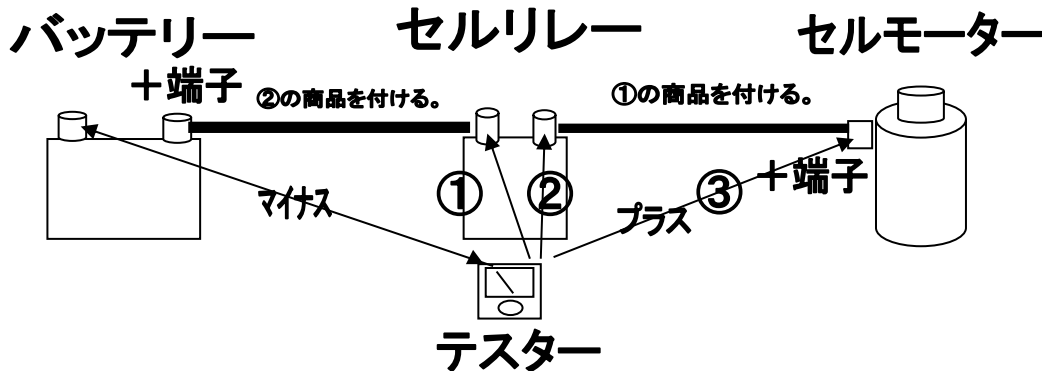 バッテリー
セルリレー
セルモーター
＋端子
②の商品を付ける。
①の商品を付ける。
マイナス
①
②
プラス
③
＋端子
テスター